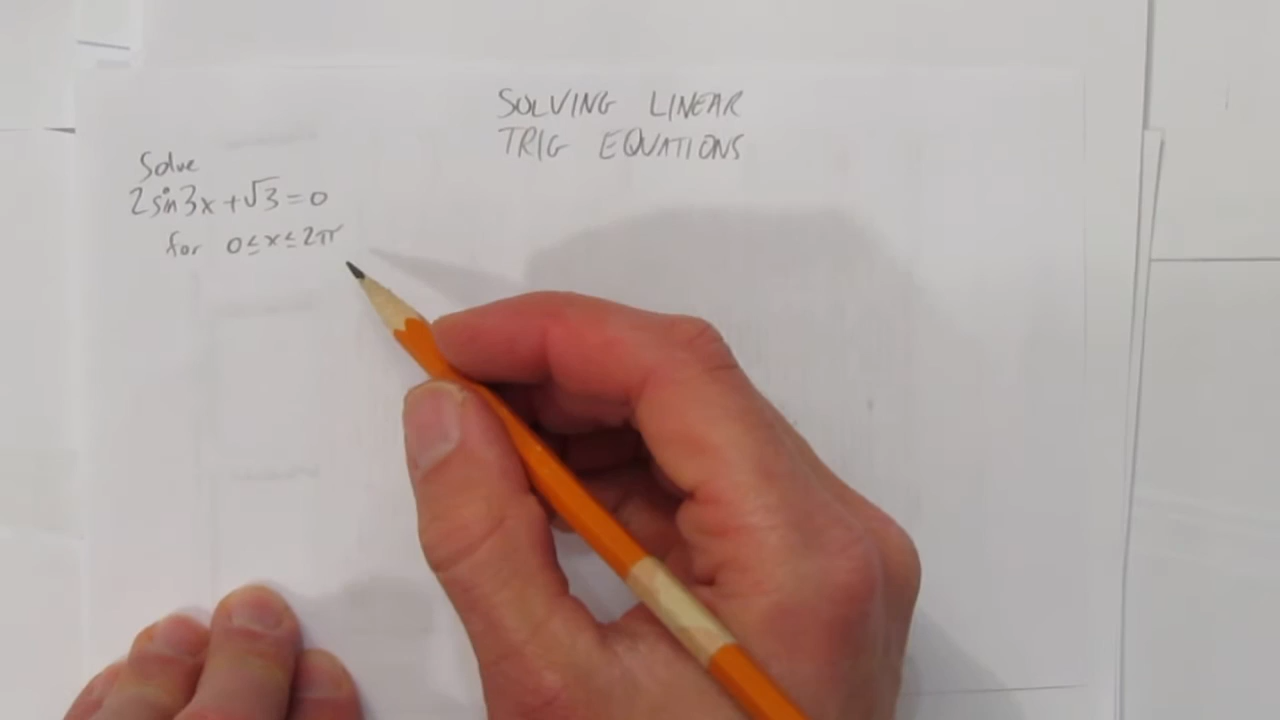 SOLVING LINEAR
TRIG EQUATIONS
Solve
2sin3x+√3=0
for 0≤x≤2π